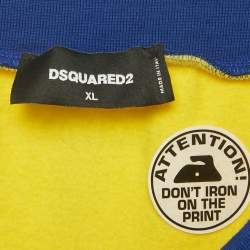 DSQUARED2
XL
MADE IN ITALY
ATTENTION!
DON'T IRON
ON THE
PRINT